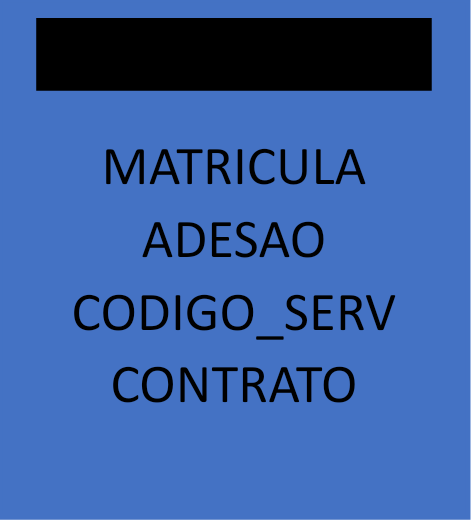 MATRICULA
ADESAO
CODIGO_SERV
CONTRATO